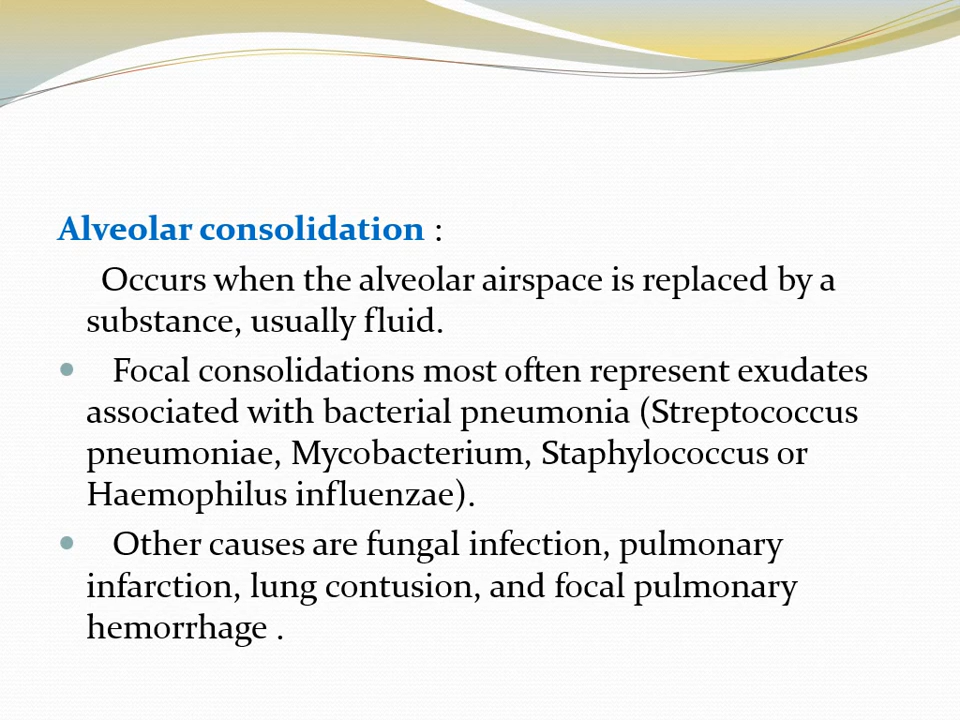 Alveolar consolidation :
Occurs when the alveolar airspace is replaced by a
substance, usually fluid.
• Focal consolidations most often represent exudates
associated with bacterial pneumonia (Streptococcus
pneumoniae, Mycobacterium, Staphylococcus or
Haemophilus influenzae).
• Other causes are fungal infection, pulmonary
infarction, lung contusion, and focal pulmonary
hemorrhage .